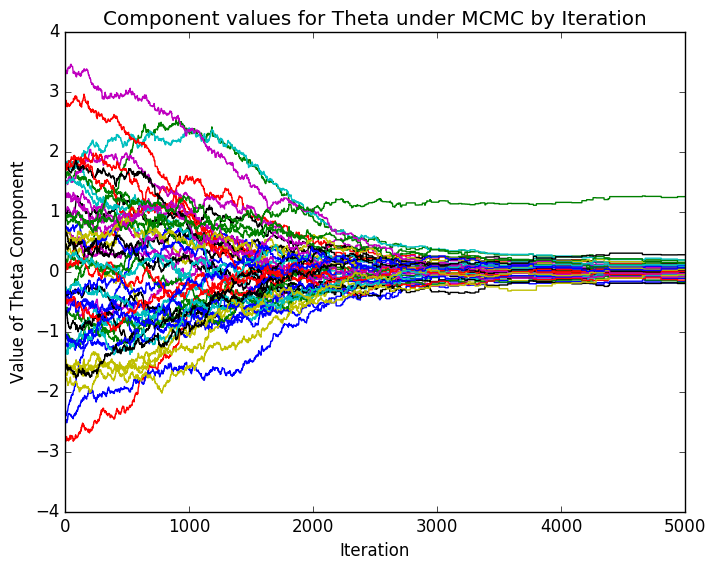 Component values for Theta under MCMC by Iteration
4
3
2
1
0
−1
−2
−3
−4
Value of Theta Component
0 1000 2000 3000 4000 5000
Iteration